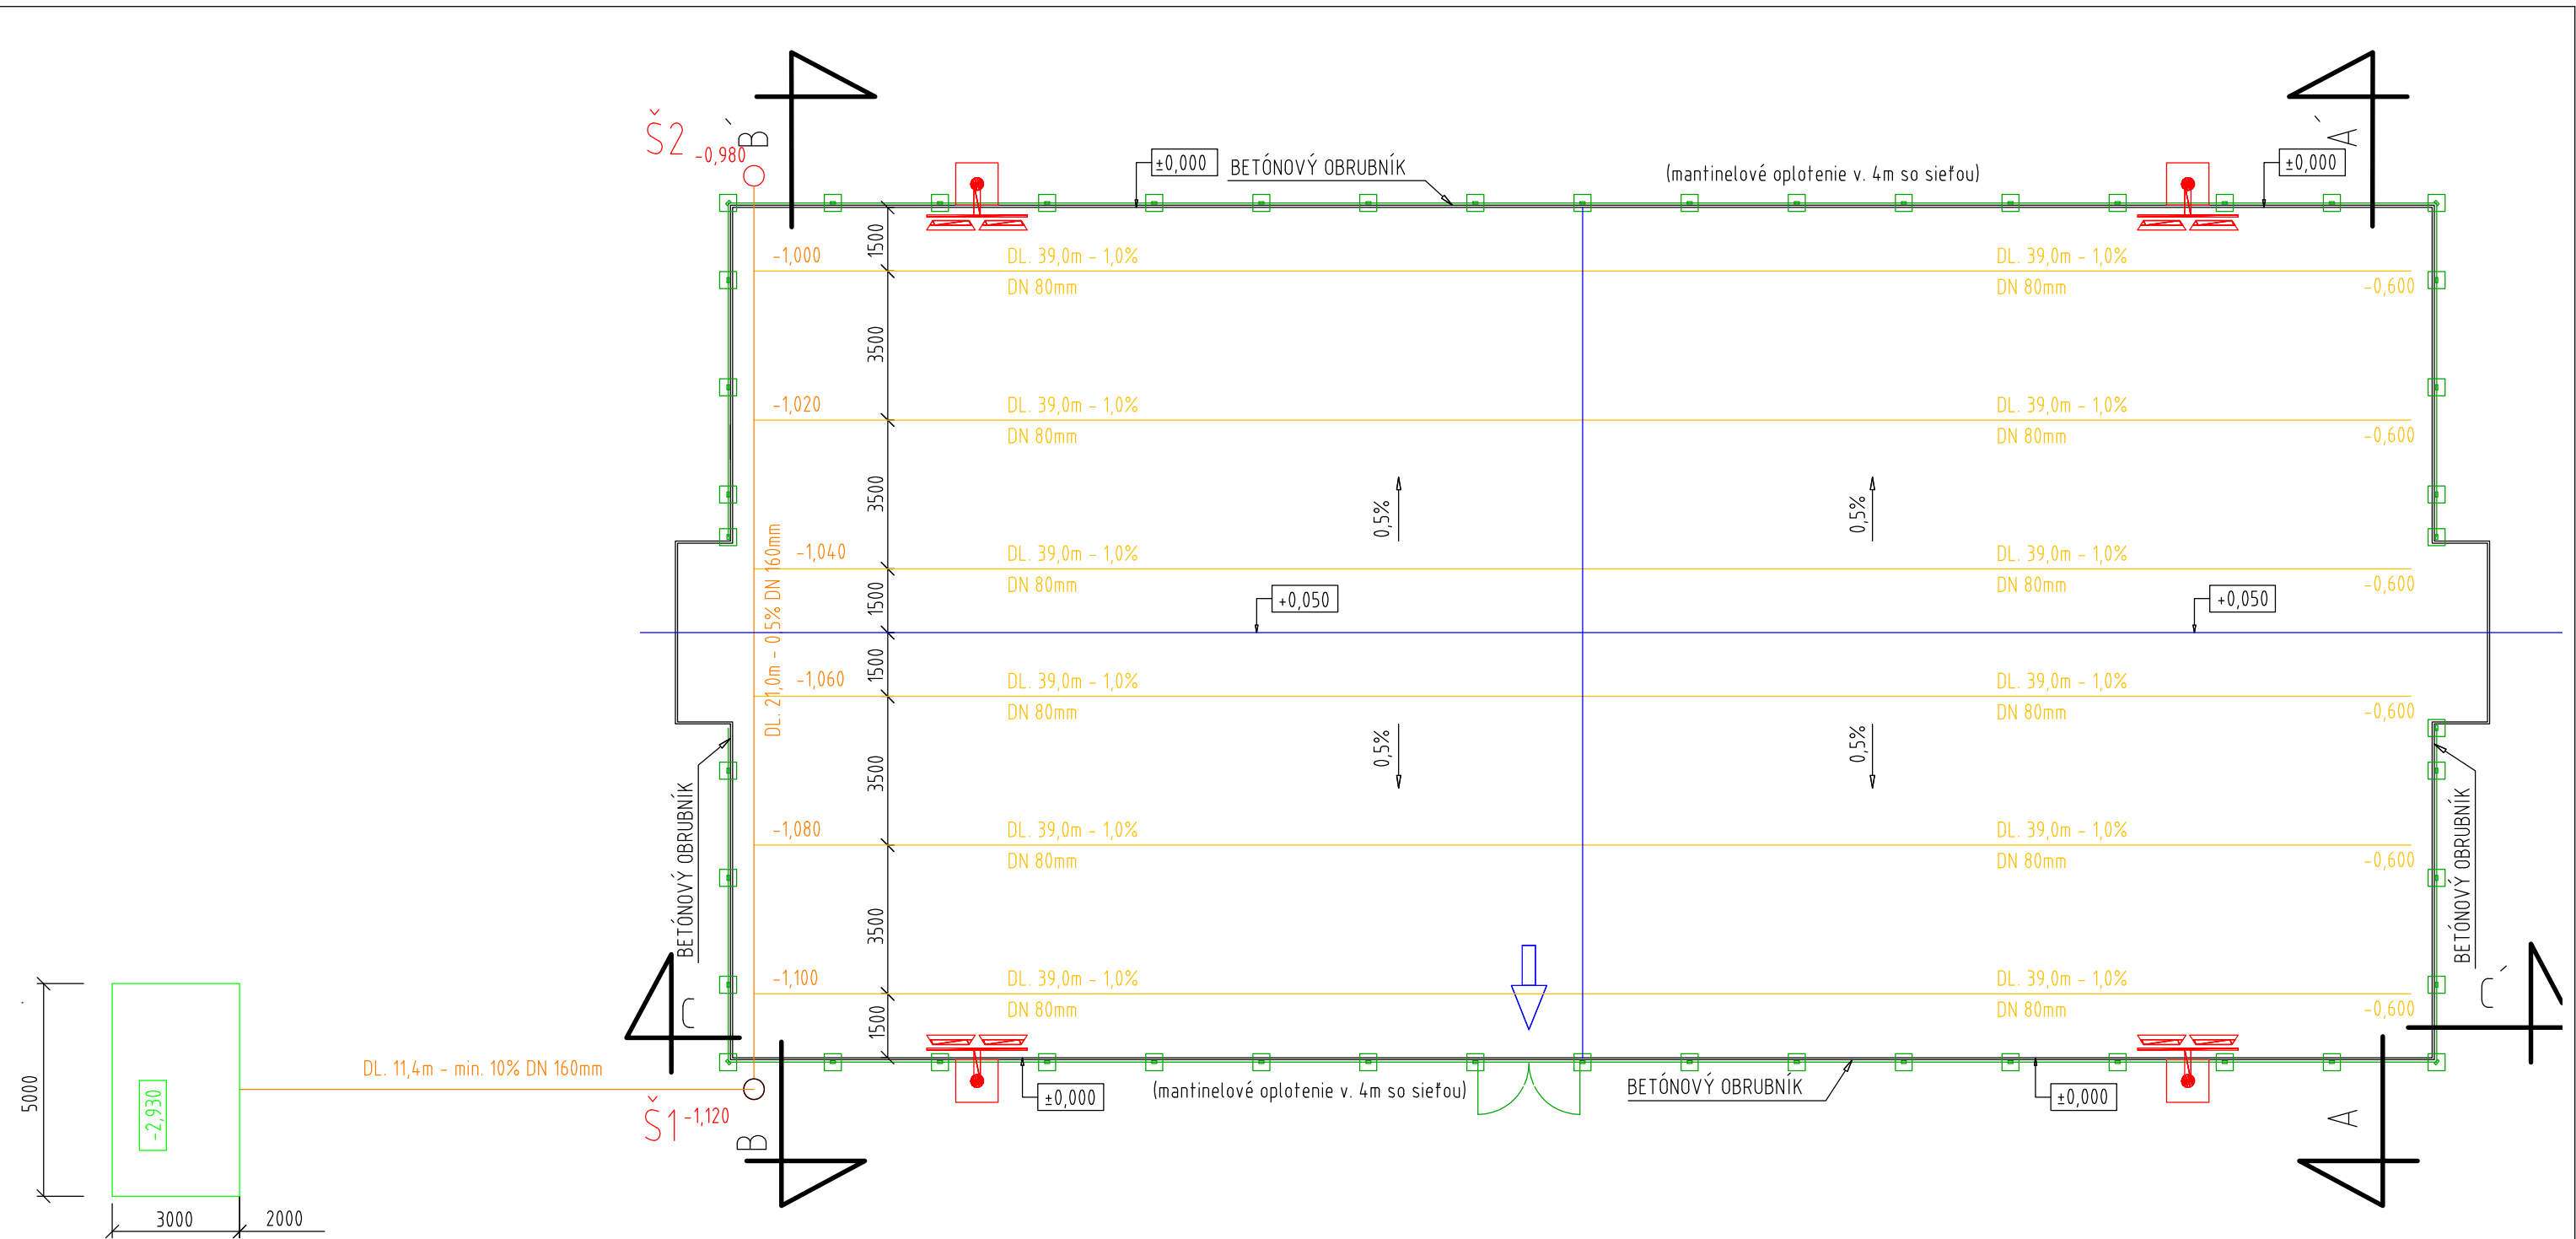 Š2 -0,980
B´
A´
±0,000
BETÓNOVÝ OBRUBNÍK
(mantinelové oplotenie v. 4m so sieťou)
±0,000
1500
-1,000
DL. 39,0m - 1,0%
DN 80mm
DL. 39,0m - 1,0%
DN 80mm
-0,600
3500
-1,020
DL. 39,0m - 1,0%
DN 80mm
DL. 39,0m - 1,0%
DN 80mm
-0,600
3500
0,5%
0,5%
-1,040
DL. 39,0m - 1,0%
DN 80mm
DL. 39,0m - 1,0%
DN 80mm
-0,600
1500
+0,050
+0,050
DL. 21,0m - 0,5% DN 160mm
1500
-1,060
DL. 39,0m - 1,0%
DN 80mm
DL. 39,0m - 1,0%
DN 80mm
-0,600
3500
0,5%
0,5%
-1,080
DL. 39,0m - 1,0%
DN 80mm
DL. 39,0m - 1,0%
DN 80mm
-0,600
BETÓNOVÝ OBRUBNÍK
BETÓNOVÝ OBRUBNÍK
3500
-1,100
DL. 39,0m - 1,0%
DN 80mm
DL. 39,0m - 1,0%
DN 80mm
-0,600
C
C´
1500
DL. 11,4m - min. 10% DN 160mm
5000
-2,930
Š1 -1,120
±0,000
(mantinelové oplotenie v. 4m so sieťou)
BETÓNOVÝ OBRUBNÍK
±0,000
B
A
3000
2000